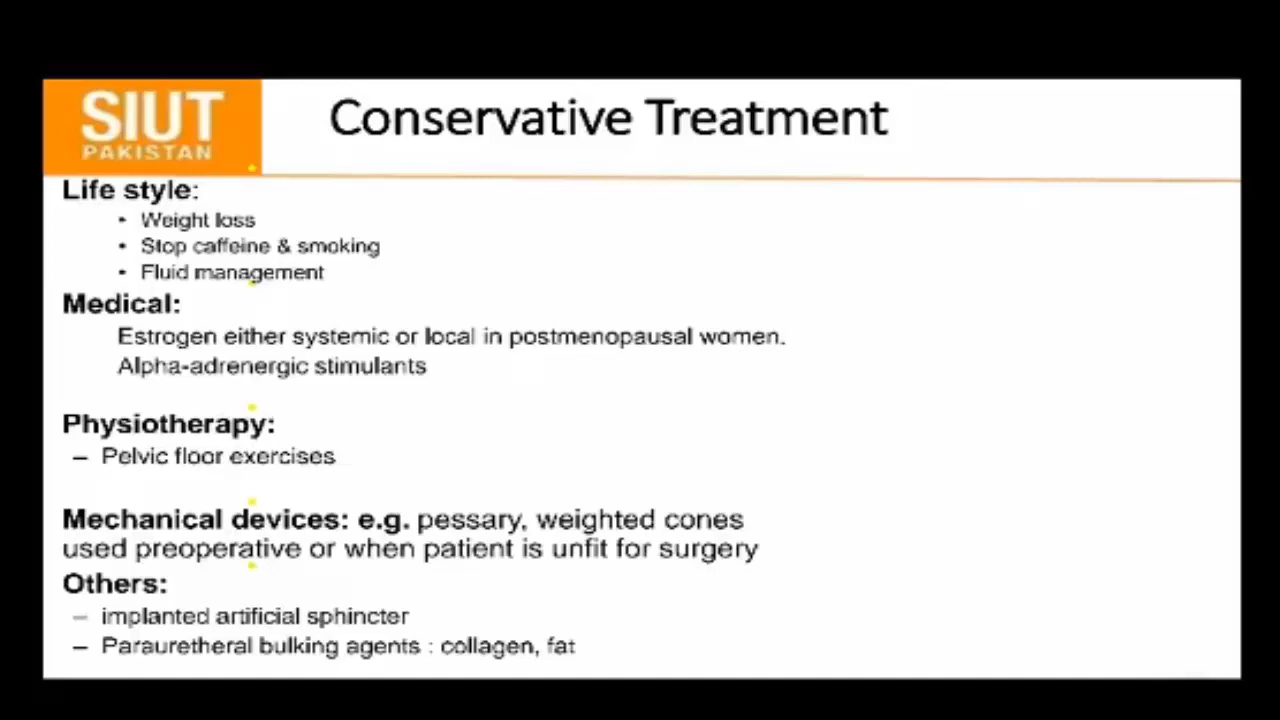 SIUT
PAKISTAN
Conservative Treatment
Life style:
• Weight loss
• Stop caffeine & smoking
• Fluid management
Medical:
Estrogen either systemic or local in postmenopausal women.
Alpha-adrenergic stimulants
Physiotherapy:
– Pelvic floor exercises
Mechanical devices: e.g. pessary, weighted cones
used preoperative or when patient is unfit for surgery
Others:
– implanted artificial sphincter
– Paraurethral bulking agents : collagen, fat